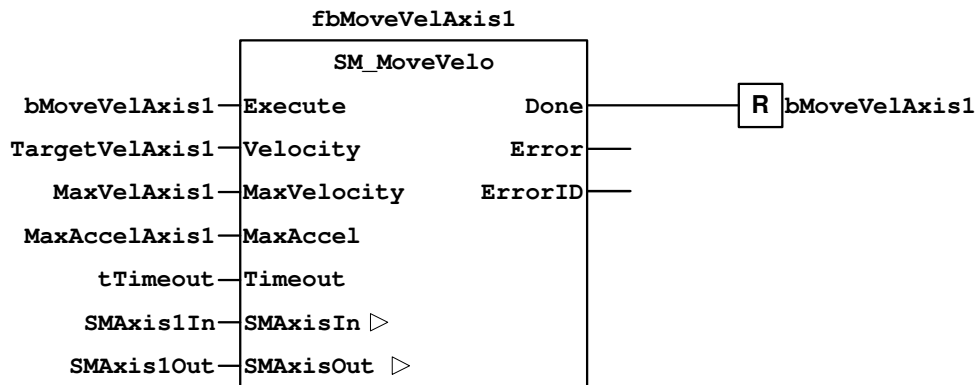 fbMoveVelAxis1
SM_MoveVelo
bMoveVelAxis1 Execute Done R bMoveVelAxis1
TargetVelAxis1 Velocity Error
MaxVelAxis1 MaxVelocity ErrorID
MaxAccelAxis1 MaxAccel
tTimeout Timeout
SMAxis1In SMAxisIn
SMAxis1Out SMAxisOut